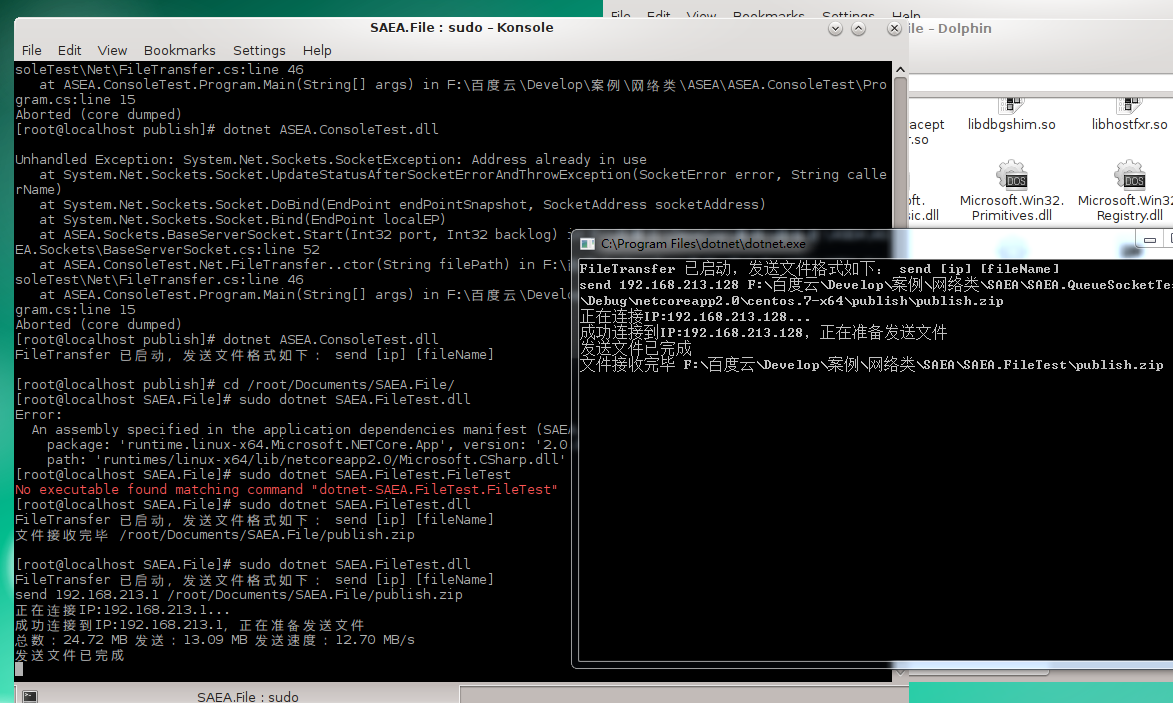 File Edit View Bookmarks Settings Help
SAEA.File : sudo – Konsole
ile – Dolphin
File Edit View Bookmarks Settings Help
soleTest\Net\FileTransfer.cs:line 46
at ASEA.ConsoleTest.Program.Main(String[] args) in F:\百度云\Develop\案例\网络类\ASEA\ASEA.ConsoleTest\Pro
gram.cs:line 15
Aborted (core dumped)
[root@localhost publish]# dotnet ASEA.ConsoleTest.dll
Unhandled Exception: System.Net.Sockets.SocketException: Address already in use
at System.Net.Sockets.Socket.UpdateStatusAfterSocketErrorAndThrowException(SocketError error, String calle
rName)
at System.Net.Sockets.Socket.DoBind(EndPoint endPointSnapshot, SocketAddress socketAddress)
at System.Net.Sockets.Socket.Bind(EndPoint localEP)
at ASEA.Sockets.BaseServerSocket.Start(Int32 port, Int32 backlog)
EA.Sockets\BaseServerSocket.cs:line 52
at ASEA.ConsoleTest.Net.FileTransfer..ctor(String filePath) in F:\
soleTest\Net\FileTransfer.cs:line 46
at ASEA.ConsoleTest.Program.Main(String[] args) in F:\百度云\Develo
gram.cs:line 15
Aborted (core dumped)
[root@localhost publish]# dotnet ASEA.ConsoleTest.dll
FileTransfer 已启动，发送文件格式如下： send [ip] [fileName]
[root@localhost publish]# cd /root/Documents/SAEA.File/
[root@localhost SAEA.File]# sudo dotnet SAEA.FileTest.dll
Error:
An assembly specified in the application dependencies manifest (SAEA
package: 'runtime.linux-x64.Microsoft.NETCore.App', version: '2.0
path: 'runtimes/linux-x64/lib/netcoreapp2.0/Microsoft.CSharp.dll'
[root@localhost SAEA.File]# sudo dotnet SAEA.FileTest.FileTest
No executable found matching command "dotnet-SAEA.FileTest.FileTest"
[root@localhost SAEA.File]# sudo dotnet SAEA.FileTest.dll
FileTransfer 已启动，发送文件格式如下： send [ip] [fileName]
文件接收完毕 /root/Documents/SAEA.File/publish.zip
[root@localhost SAEA.File]# sudo dotnet SAEA.FileTest.dll
FileTransfer 已启动，发送文件格式如下： send [ip] [fileName]
send 192.168.213.1 /root/Documents/SAEA.File/publish.zip
正在连接IP:192.168.213.1...
成功连接到IP:192.168.213.1，正在准备发送文件
总数：24.72 MB 发送：13.09 MB 发送速度：12.70 MB/s
发送文件已完成
SAEA.File : sudo
acept
r.so
libdbgshim.so
libhostfxr.so
oft.
sic.dll
Microsoft.Win32.
Primitives.dll
Microsoft.Win32
Registry.dll
C:\Program Files\dotnet\dotnet.exe
FileTransfer 已启动，发送文件格式如下： send [ip] [fileName]
send 192.168.213.128 F:\百度云\Develop\案例\网络类\SAEA\SAEA.QueueSocketTes
\Debug\netcoreapp2.0\centos.7-x64\publish\publish.zip
正在连接IP:192.168.213.128...
成功连接到IP:192.168.213.128，正在准备发送文件
发送文件已完成
文件接收完毕 F:\百度云\Develop\案例\网络类\SAEA\SAEA.FileTest\publish.zip